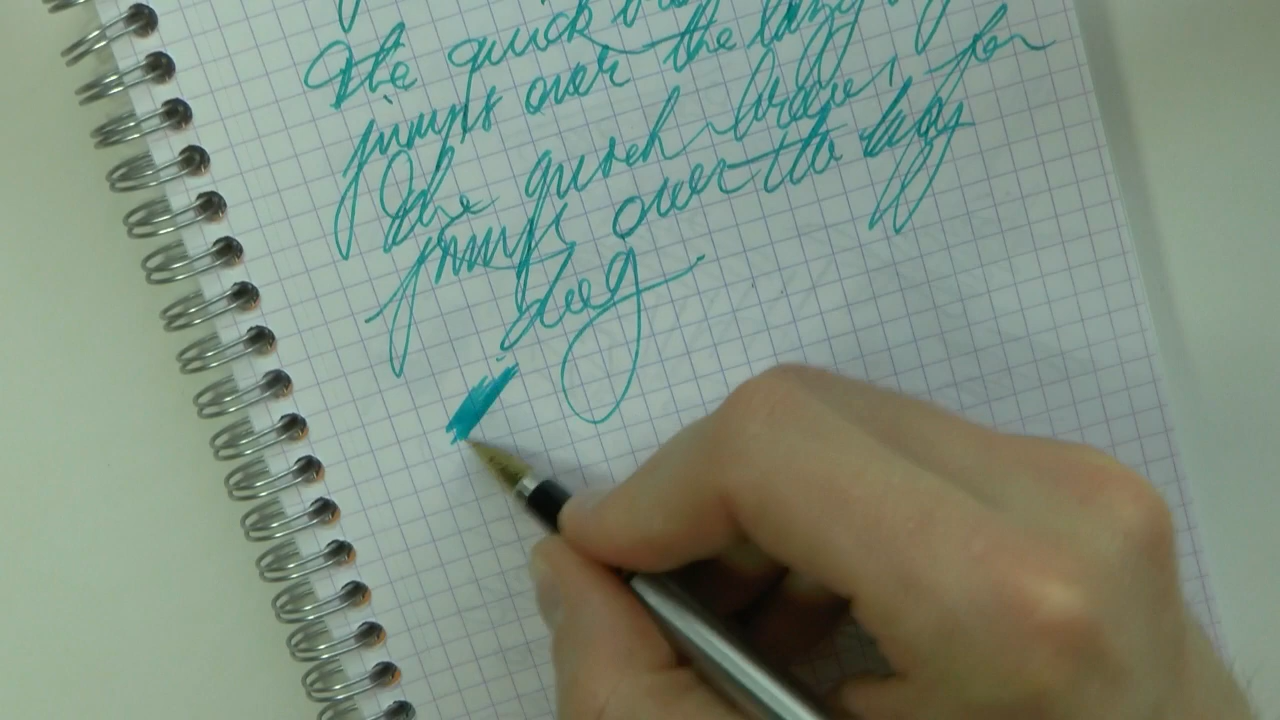 the quick
jumps over the lazy
the quick brown, fox
jumps over the lazy
dog